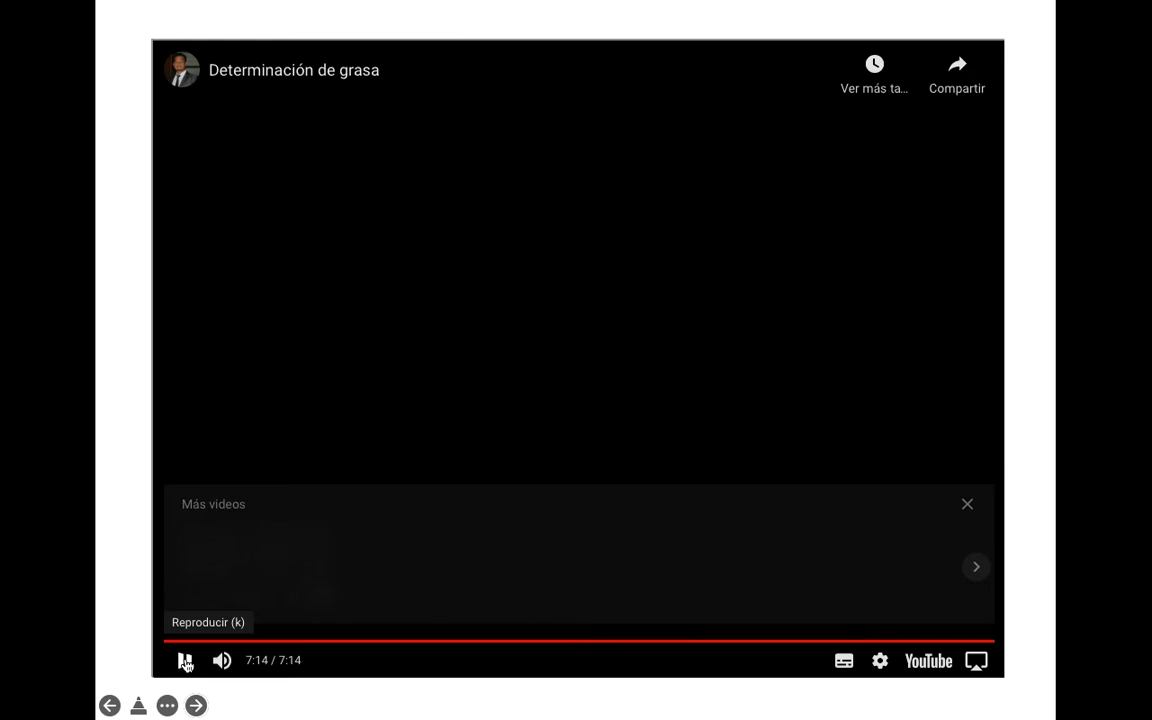 Determinación de grasa
Ver más ta...
Compartir
Más videos
Reproducir (k)
7:14 / 7:14
YouTube